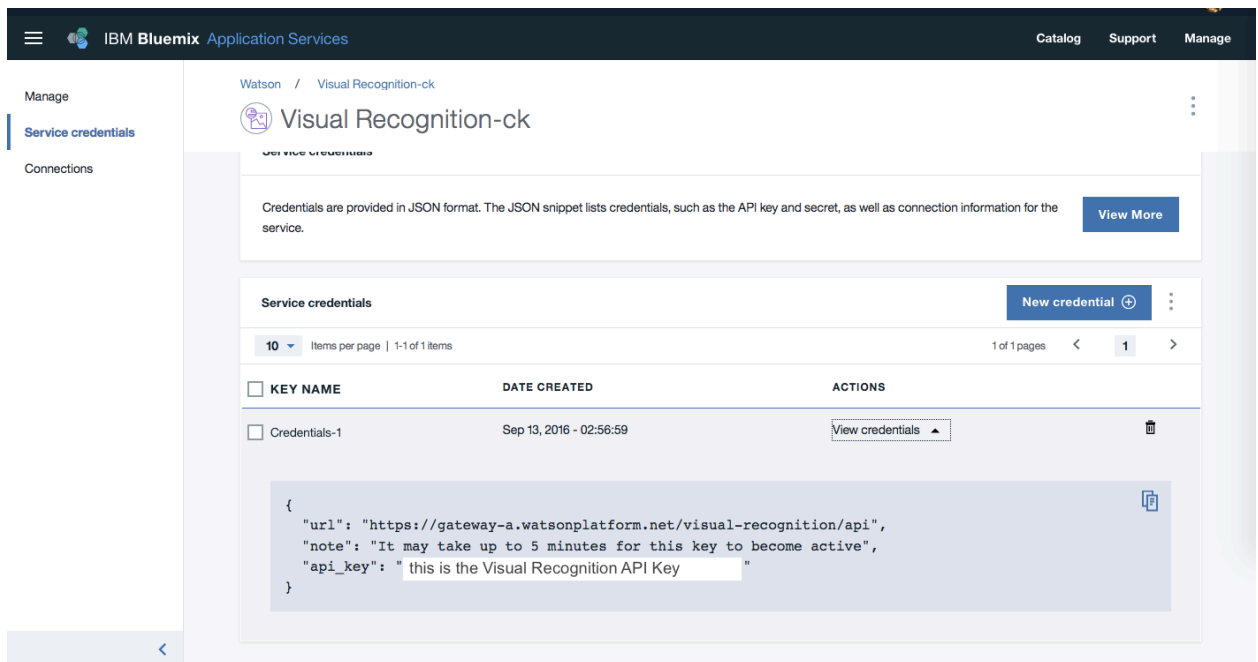 IBM Bluemix Application Services
Catalog Support Manage
Manage
Service credentials
Connections
Watson / Visual Recognition-ck
Visual Recognition-ck
Service credentials
Credentials are provided in JSON format. The JSON snippet lists credentials, such as the API key and secret, as well as connection information for the
service.
View More
Service credentials
New credential
10 Items per page | 1-1 of 1 items
1 of 1 pages < 1 >
KEY NAME DATE CREATED ACTIONS
Credentials-1 Sep 13, 2016 - 02:56:59 View credentials
{
"url": "https://gateway-a.watsonplatform.net/visual-recognition/api",
"note": "It may take up to 5 minutes for this key to become active",
"api_key": "this is the Visual Recognition API Key"
}